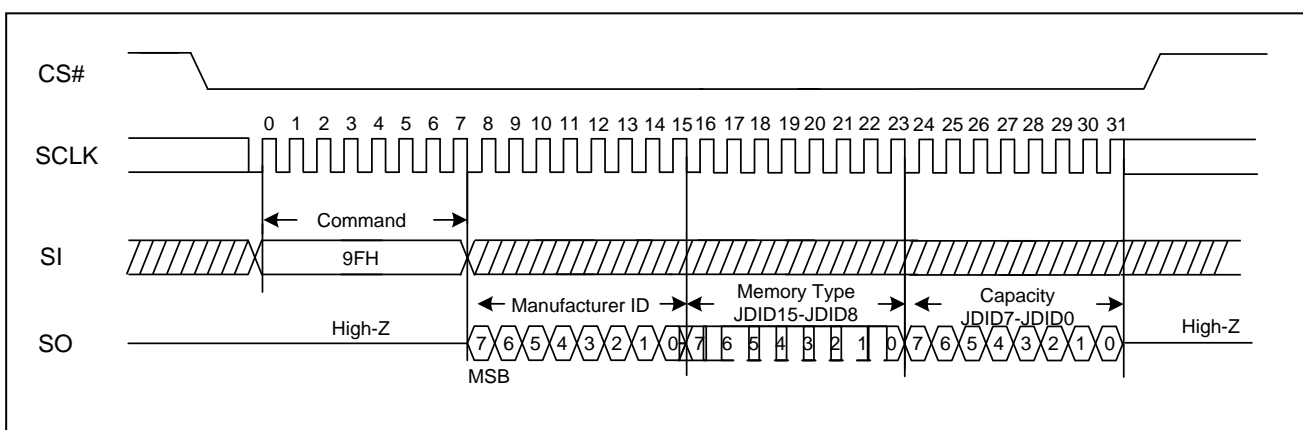 CS#
0 1 2 3 4 5 6 7 8 9 10 11 12 13 14 15 16 17 18 19 20 21 22 23 24 25 26 27 28 29 30 31
SCLK
Command
SI
9FH
Manufacturer ID
Memory Type
JDID15-JDID8
Capacity
JDID7-JDID0
SO
High-Z
7 6 5 4 3 2 1 0 7 6 5 4 3 2 1 0 7 6 5 4 3 2 1 0
High-Z
MSB